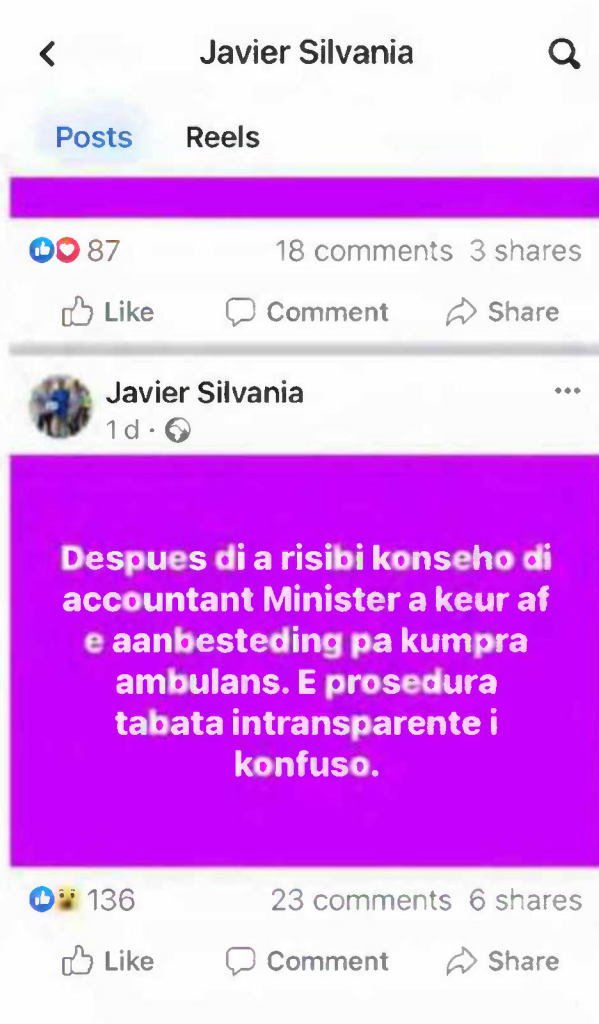 Javier Silvania
Posts Reels
87 18 comments 3 shares
Like Comment Share
Javier Silvania
1 d ·
Despues di a risibi konseho di
accountant Minister a keur af
e aanbesteding pa kumpra
ambulans. E prosedura
tabata intransparente i
konfuso.
136 23 comments 6 shares
Like Comment Share